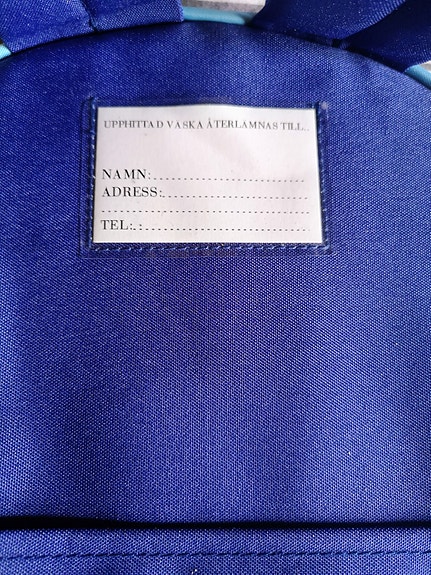 UPPHITTAD VÄSKA ÅTERLÄMNAS TILL..
NAMN:..............................
ADRESS:............................
........................................
TEL:.:..............................